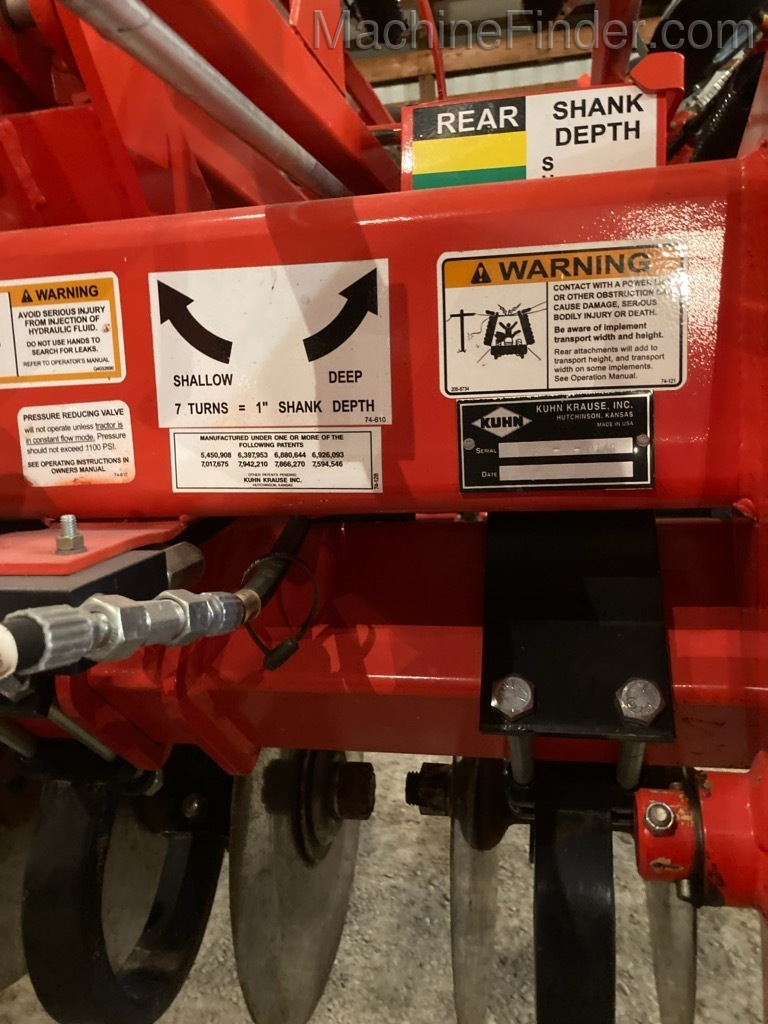 MachineFinder.com
REAR
SHANK
DEPTH
WARNING
AVOID SERIOUS INJURY
FROM INJECTION OF
HYDRAULIC FLUID.
DO NOT USE HANDS TO
SEARCH FOR LEAKS.
REFER TO OPERATOR'S MANUAL
PRESSURE REDUCING VALVE
will not operate unless tractor is
in constant flow mode. Pressure
should not exceed 1100 PSI.
SEE OPERATING INSTRUCTIONS IN
OWNERS MANUAL
SHALLOW DEEP
7 TURNS = 1" SHANK DEPTH
74-610
MANUFACTURED UNDER ONE OR MORE OF THE
FOLLOWING PATENTS
5,450,908 6,397,953 6,880,644 6,926,093
7,017,675 7,942,210 7,866,270 7,594,546
OTHER PATENTS PENDING
KUHN KRAUSE INC.
HUTCHINSON, KANSAS
WARNING
CONTACT WITH A POWER
OR OTHER OBSTRUCTION
CAUSE DAMAGE, SERIOUS
BODILY INJURY OR DEATH.
Be aware of implement
transport width and height.
Rear attachments will add to
transport height, and transport
width on some implements.
See Operation Manual.
74-121
KUHN
KUHN KRAUSE, INC.
HUTCHINSON, KANSAS
MADE IN USA
SERIAL
DATE